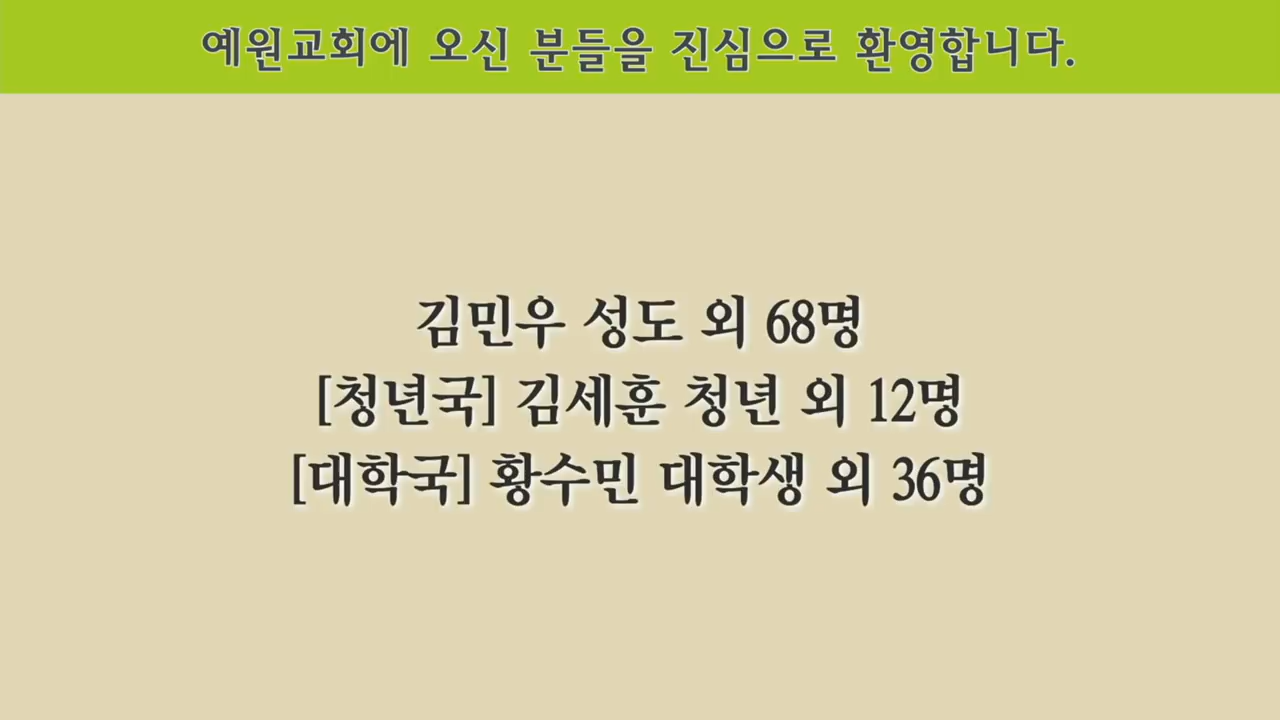 예원교회에 오신 분들을 진심으로 환영합니다.
김민우 성도 외 68명
[청년국] 김세훈 청년 외 12명
[대학국] 황수민 대학생 외 36명